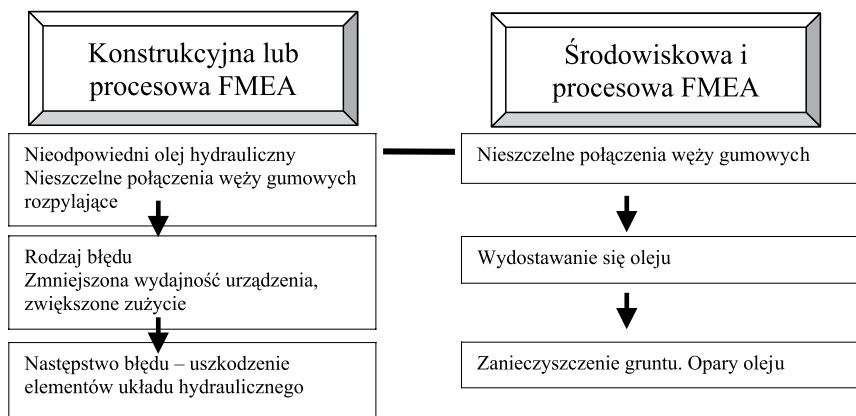 Konstrukcyjna lub
procesowa FMEA
Nieodpowiedni olej hydrauliczny
Nieszczelne połączenia węży gumowych
rozpylające
Rodzaj błędu
Zmniejszona wydajność urządzenia,
zwiększone zużycie
Następstwo błędu – uszkodzenie
elementów układu hydraulicznego
Środowiskowa i
procesowa FMEA
Nieszczelne połączenia węży gumowych
Wydostawanie się oleju
Zanieczyszczenie gruntu. Opary oleju